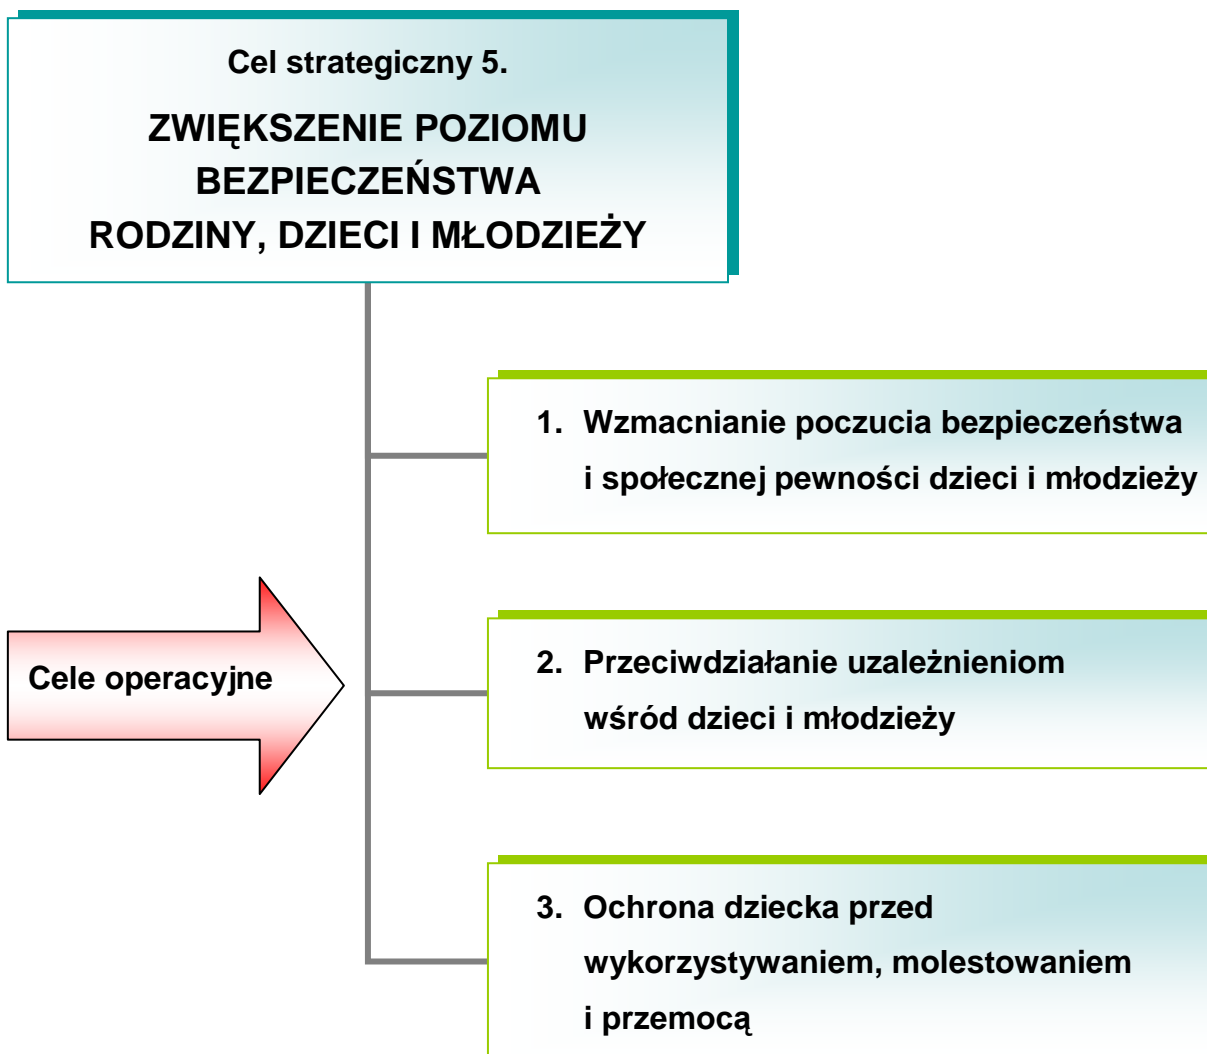 Cel strategiczny 5.
ZWIĘKSZENIE POZIOMU
BEZPIECZEŃSTWA
RODZINY, DZIECI I MŁODZIEŻY
1. Wzmacnianie poczucia bezpieczeństwa
i społecznej pewności dzieci i młodzieży
Cele operacyjne
2. Przeciwdziałanie uzależnieniom
wśród dzieci i młodzieży
3. Ochrona dziecka przed
wykorzystywaniem, molestowaniem
i przemocą